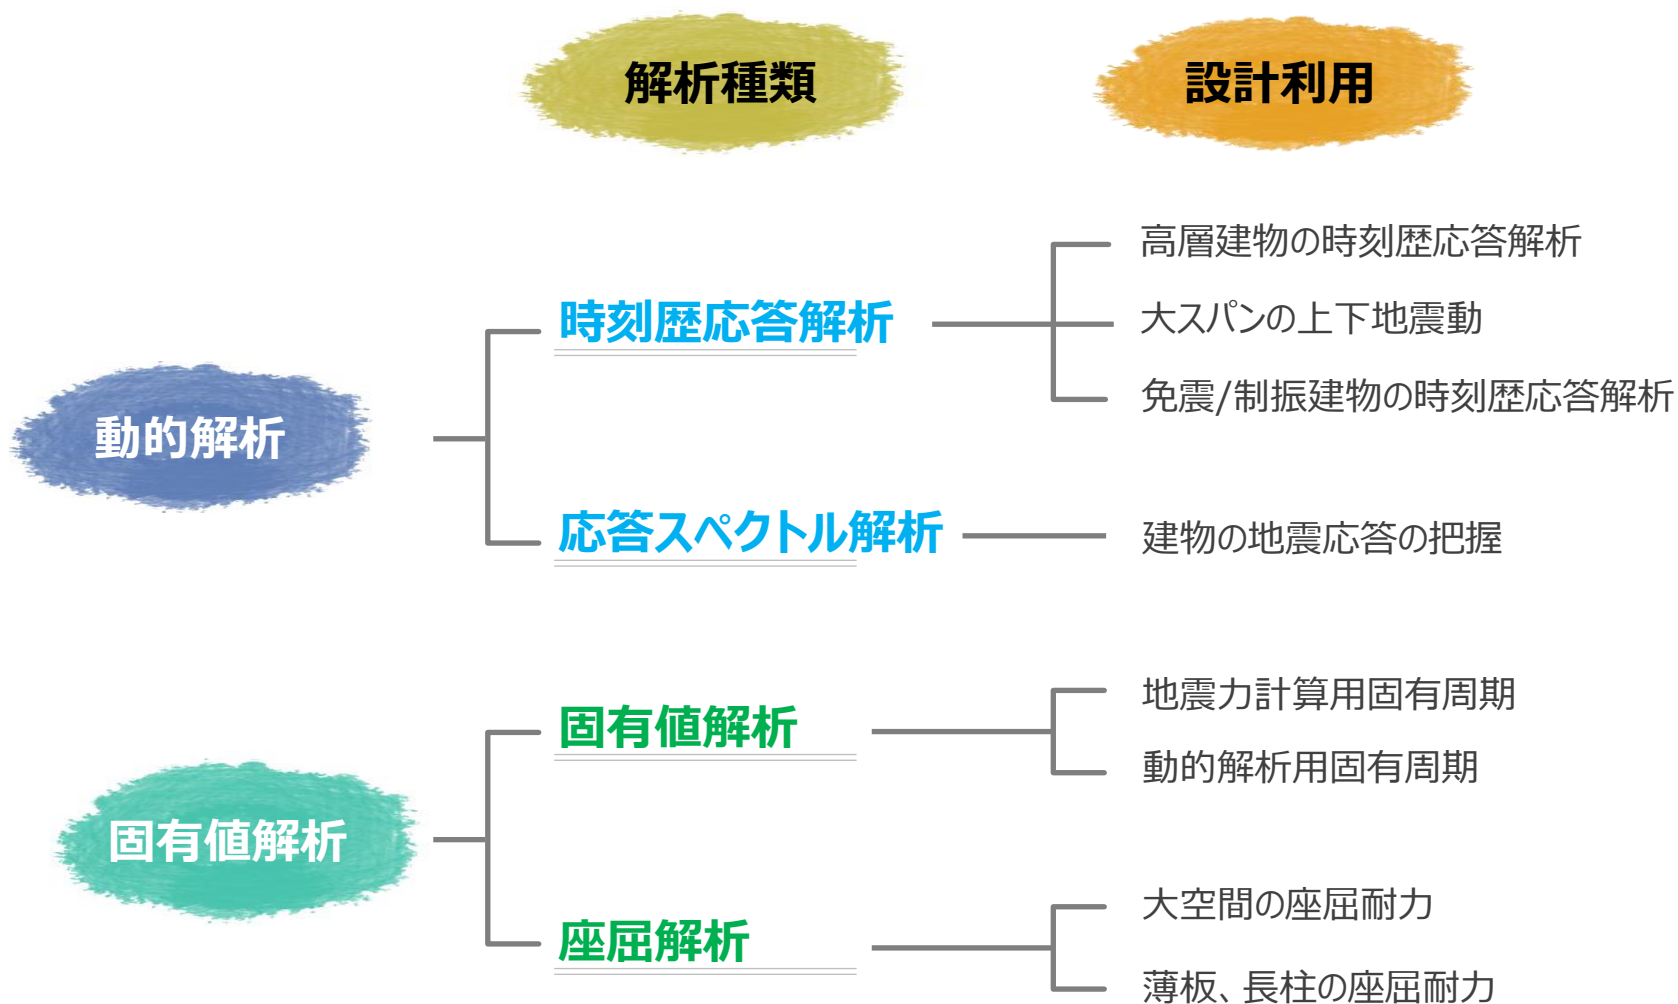 解析種類
設計利用
動的解析
時刻歴応答解析
高層建物の時刻歴応答解析
大スパンの上下地震動
免震/制振建物の時刻歴応答解析
応答スペクトル解析
建物の地震応答の把握
固有値解析
固有値解析
地震力計算用固有周期
動的解析用固有周期
座屈解析
大空間の座屈耐力
薄板、長柱の座屈耐力